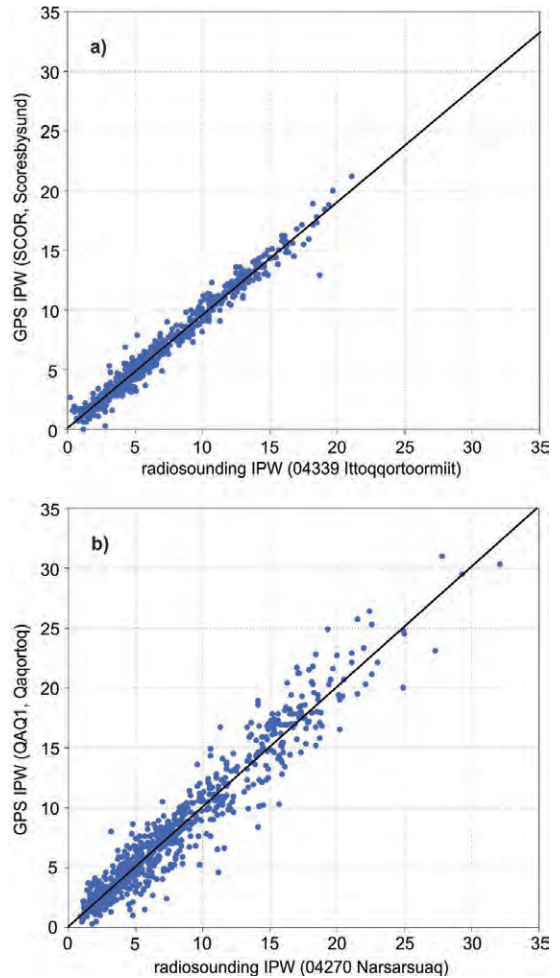 a)
35
30
25
20
15
10
5
0
GPS IPW (SCOR, Scoresbysund)
0 5 10 15 20 25 30 35
radiosounding IPW (04339 Ittoqqortoormiit)
b)
35
30
25
20
15
10
5
0
GPS IPW (QAQ1, Qaqortoq)
0 5 10 15 20 25 30 35
radiosounding IPW (04270 Narsarsuaq)